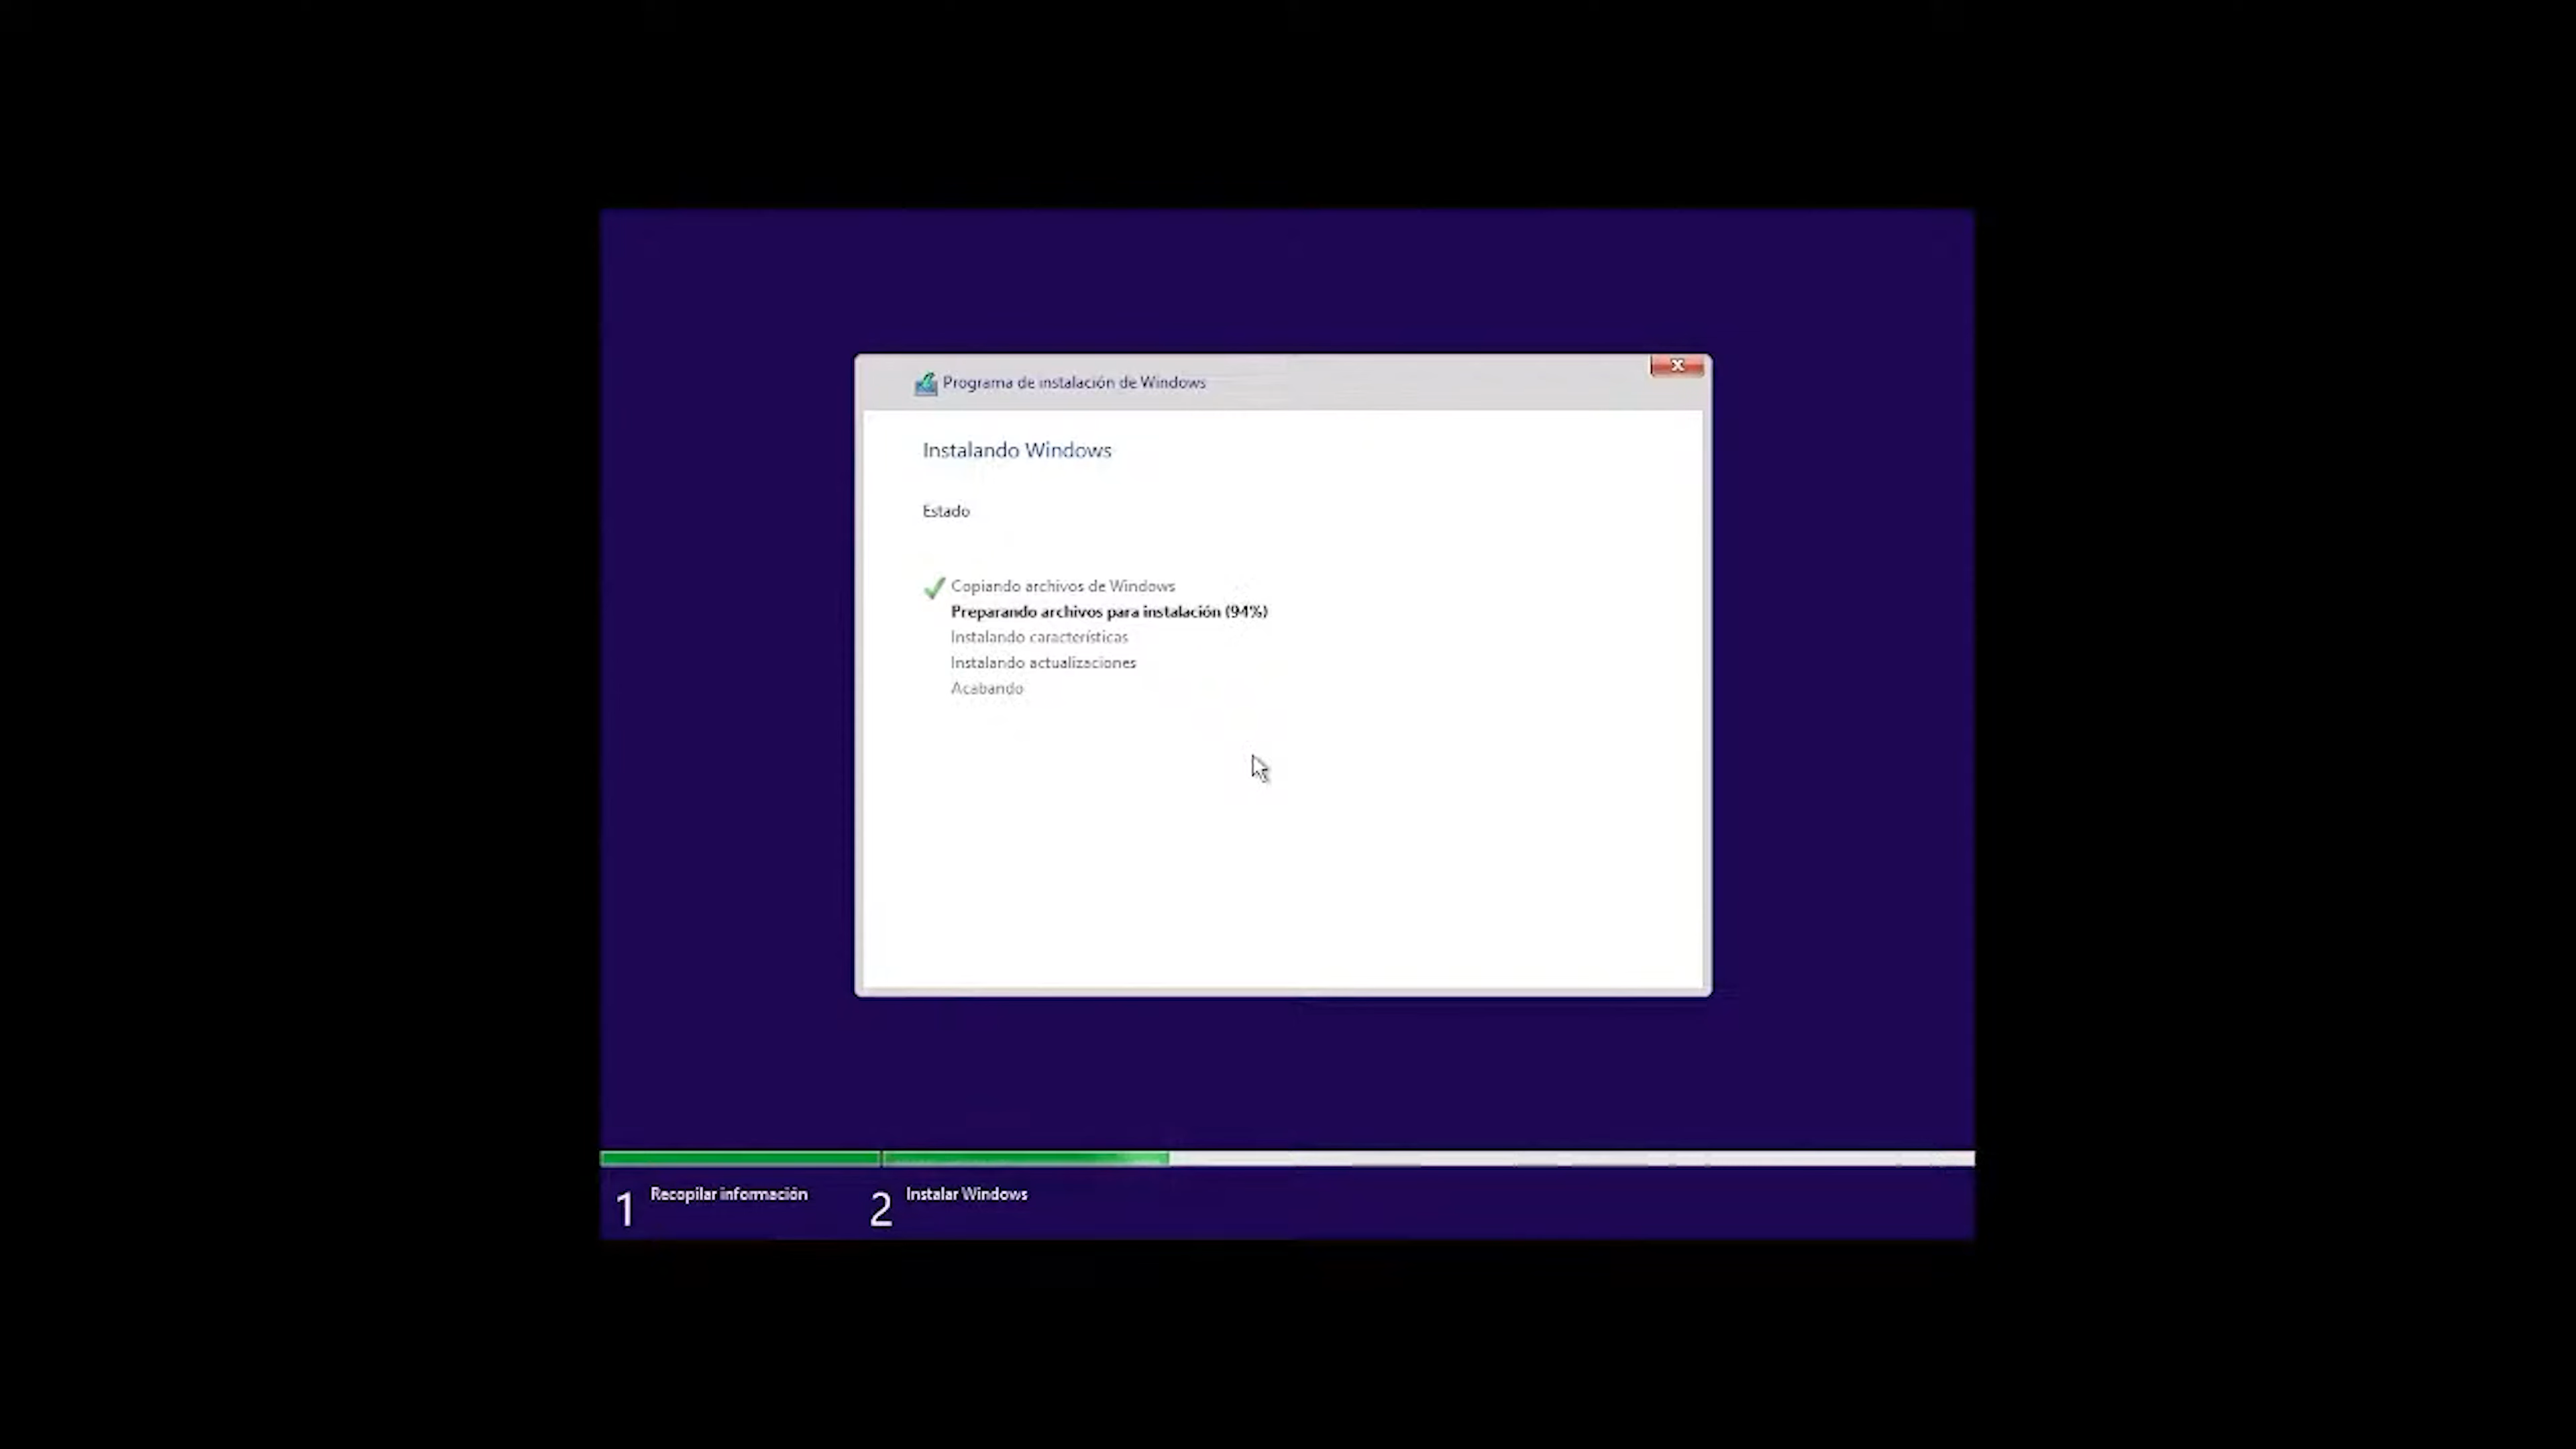 Programa de instalación de Windows
Instalando Windows
Estado
Copiando archivos de Windows
Preparando archivos para instalación (94%)
Instalando características
Instalando actualizaciones
Acabando
1 Recopilar información
2 Instalar Windows